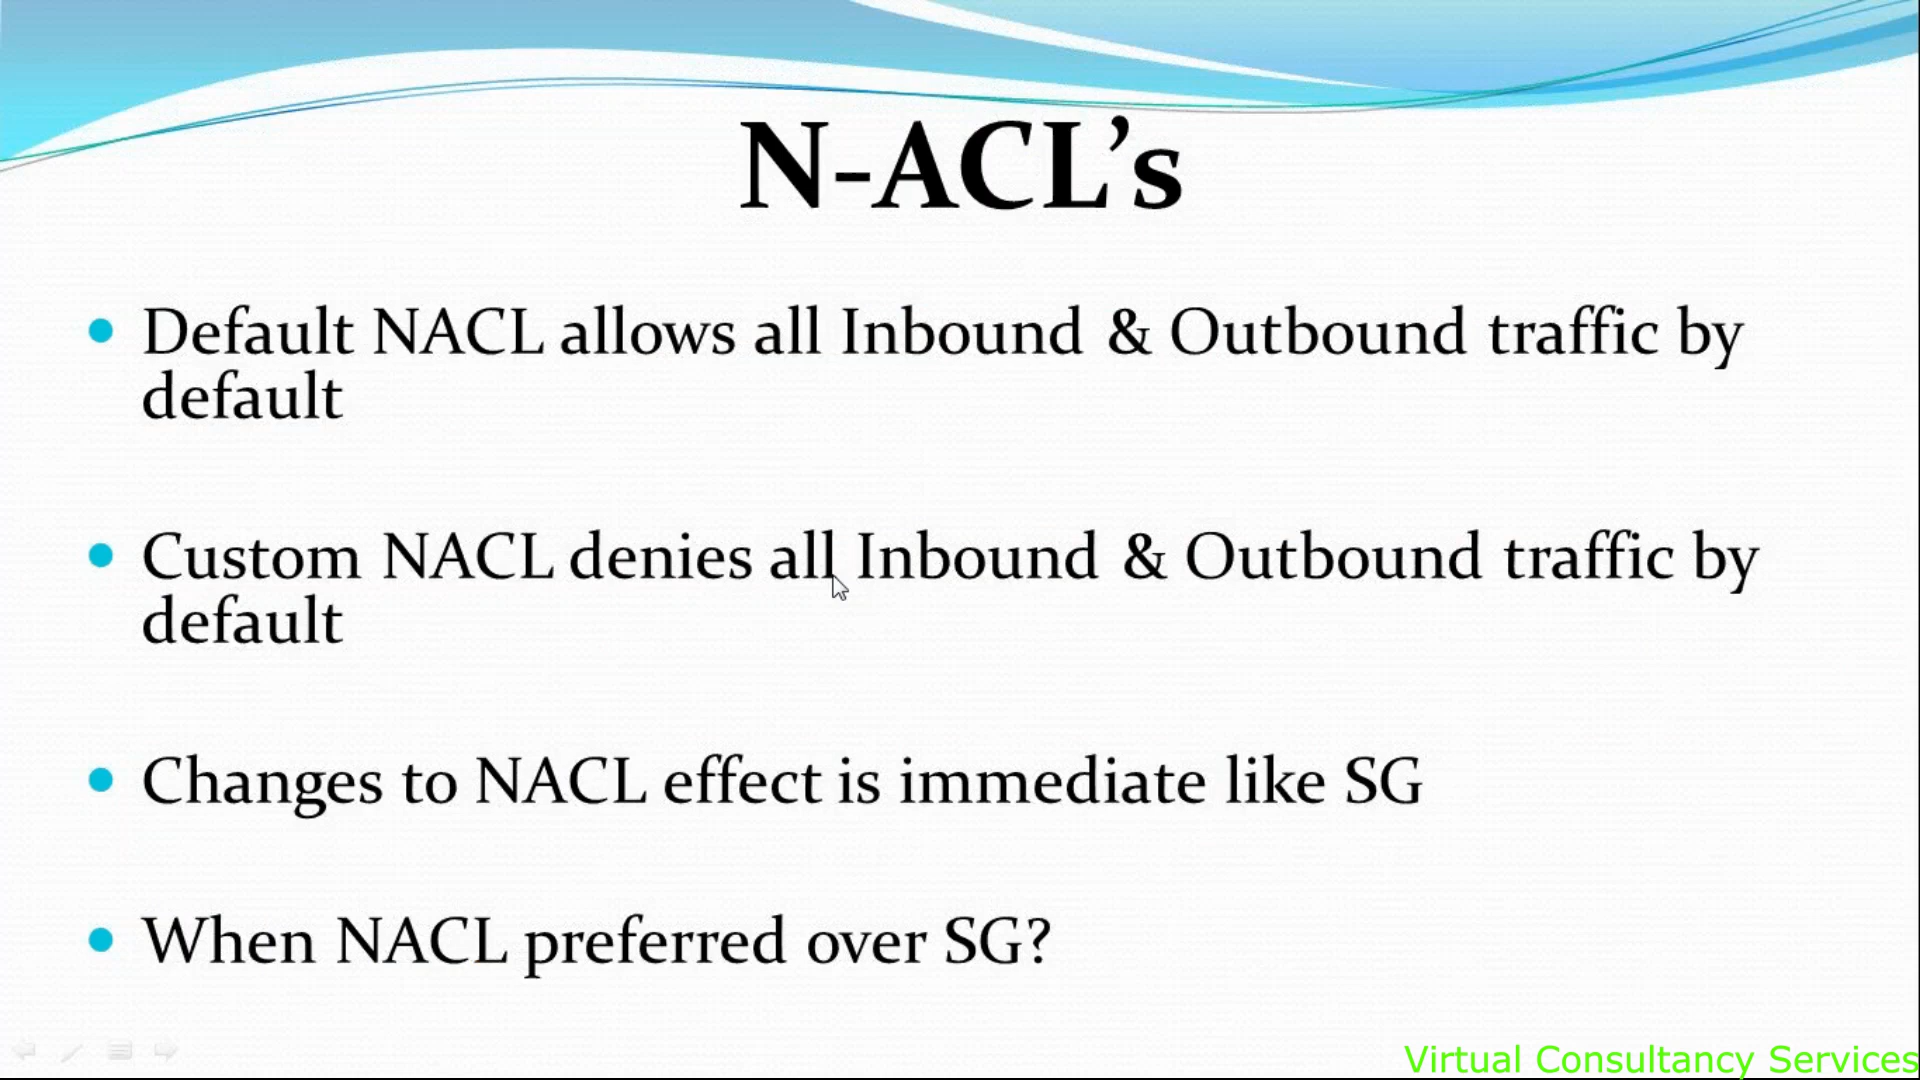 N-ACL’s
Default NACL allows all Inbound & Outbound traffic by
default
Custom NACL denies all Inbound & Outbound traffic by
default
Changes to NACL effect is immediate like SG
When NACL preferred over SG?
Virtual Consultancy Services